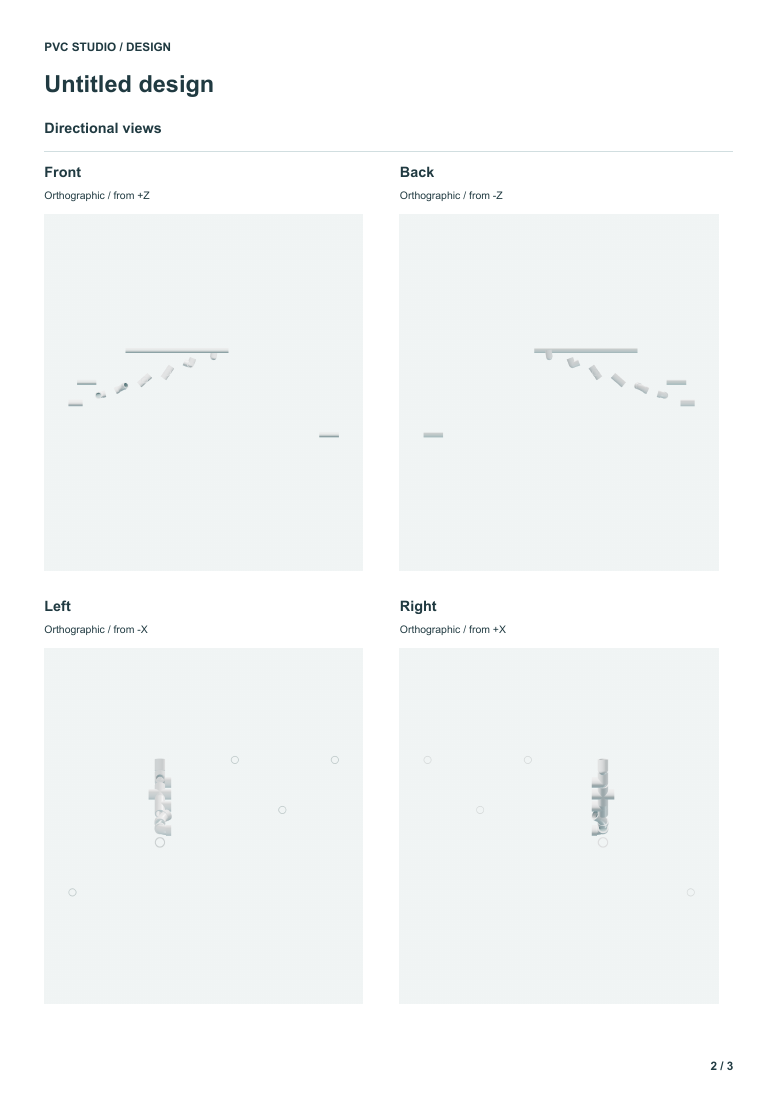 PVC STUDIO / DESIGN
Untitled design
Directional views
Front
Orthographic / from +Z
Back
Orthographic / from -Z
Left
Orthographic / from -X
Right
Orthographic / from +X
2 / 3